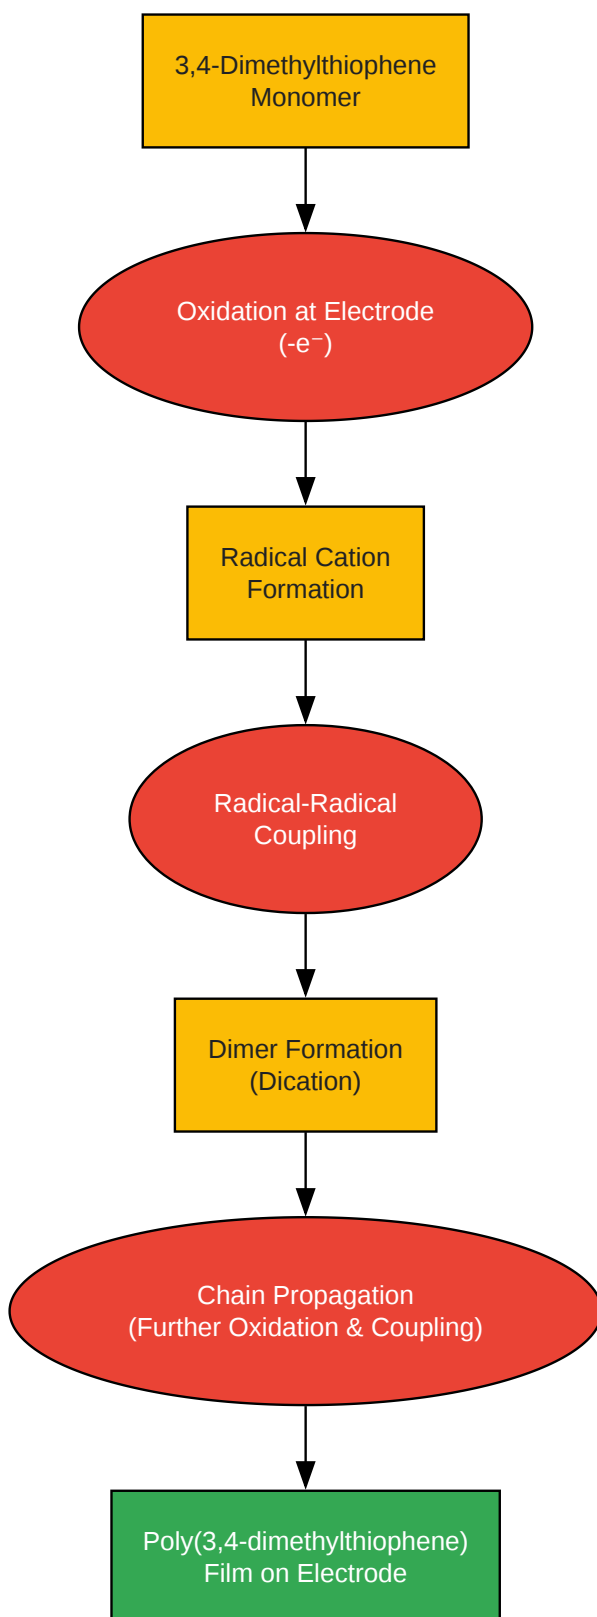 3,4-Dimethylthiophene
Monomer
Oxidation at Electrode
(-e⁻)
Radical Cation
Formation
Radical-Radical
Coupling
Dimer Formation
(Dication)
Chain Propagation
(Further Oxidation & Coupling)
Poly(3,4-dimethylthiophene)
Film on Electrode